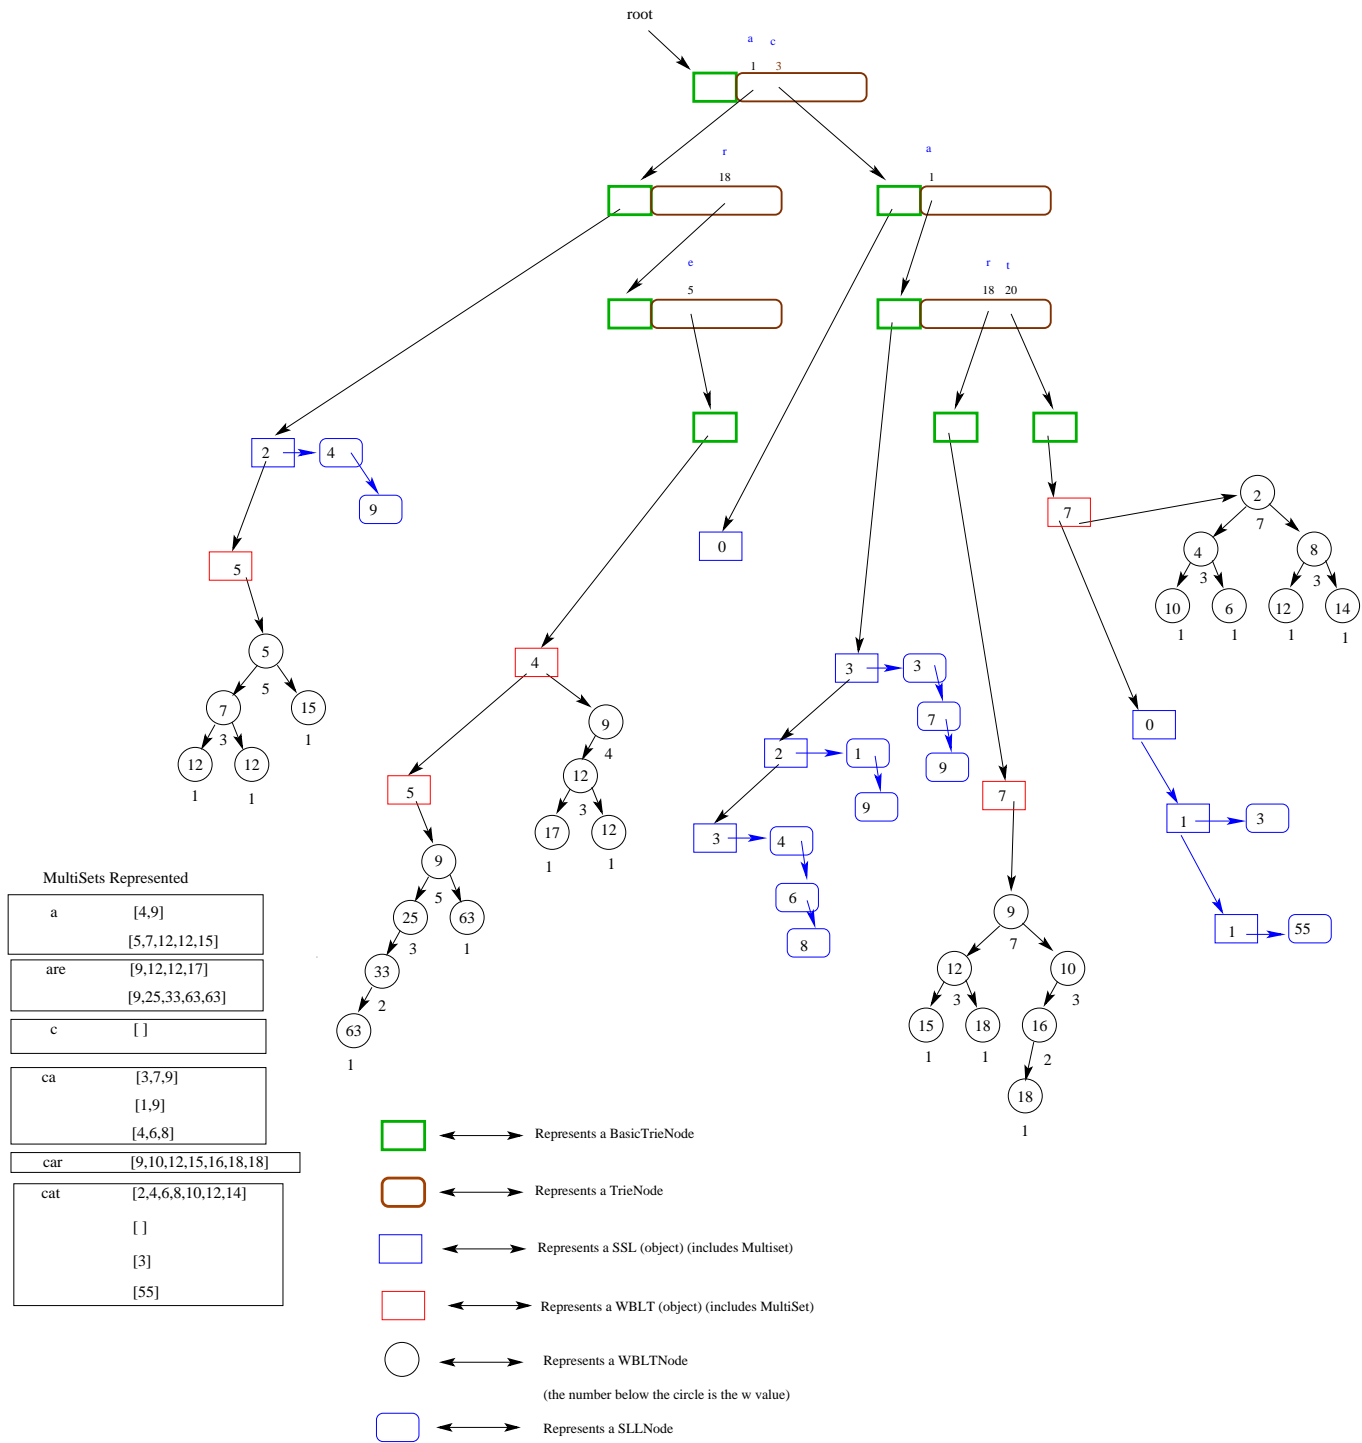 root
a c
1 3
r a
18 1
e r t
5 18 20
2 4
9
2
7
7
4 8
3 3
0
5
10 6 12 14
1 1 1 1
5
5
7 15
3 1
12 12
1 1
4
9
4
12
3
17 12
1 1
5
9
5
25 63
3 1
33
2
63
1
3 3
7
9
2 1
9
3 4
6
8
0
1 3
1 55
7
9
7
12 10
3 3
15 18 16
1 1 2
18
1
MultiSets Represented
a [4,9]
[5,7,12,12,15]
are [9,12,12,17]
[9,25,33,63,63]
c [ ]
ca [3,7,9]
[1,9]
[4,6,8]
car [9,10,12,15,16,18,18]
cat [2,4,6,8,10,12,14]
[ ]
[3]
[55]
Represents a BasicTrieNode
Represents a TrieNode
Represents a SSL (object) (includes Multiset)
Represents a WBLT (object) (includes MultiSet)
Represents a WBLTNode
(the number below the circle is the w value)
Represents a SLLNode